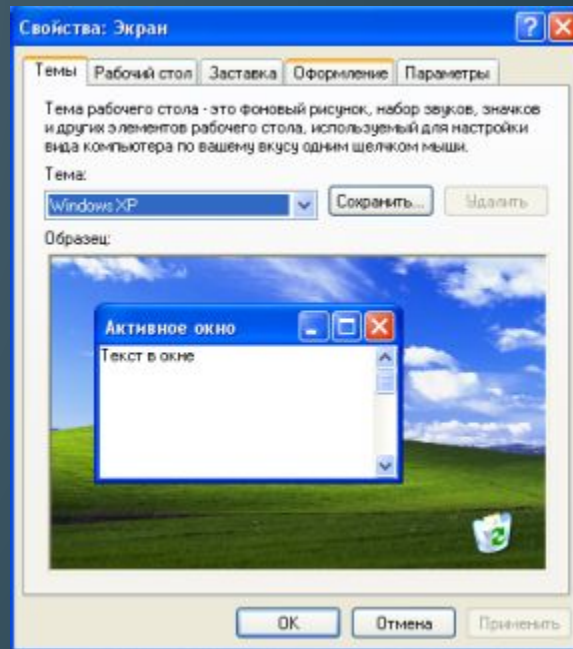 Свойства: Экран
Темы Рабочий стол Заставка Оформление Параметры
Тема рабочего стола - это фоновый рисунок, набор звуков, значков
и других элементов рабочего стола, используемый для настройки
вида компьютера по вашему вкусу одним щелчком мыши.
Тема:
Windows XP Сохранить... Удалить
Образец:
Активное окно
Текст в окне
OK Отмена Применить